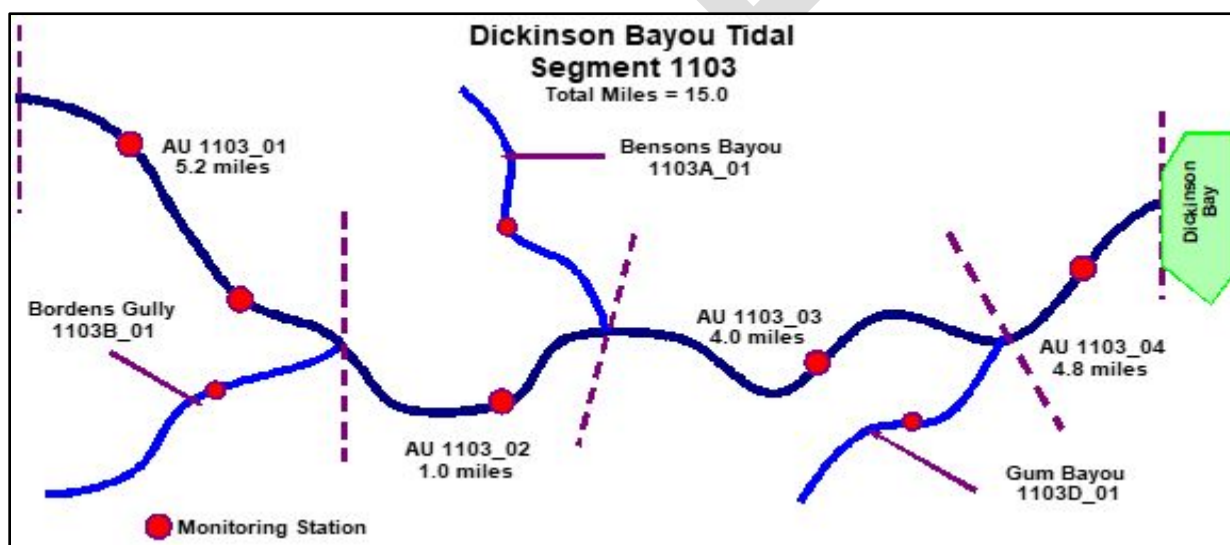 Dickinson Bayou Tidal
Segment 1103
Total Miles = 15.0
AU 1103_01
5.2 miles
Bensons Bayou
1103A_01
Dickinson
Bay
Bordens Gully
1103B_01
AU 1103_03
4.0 miles
AU 1103_04
4.8 miles
AU 1103_02
1.0 miles
Gum Bayou
1103D_01
Monitoring Station